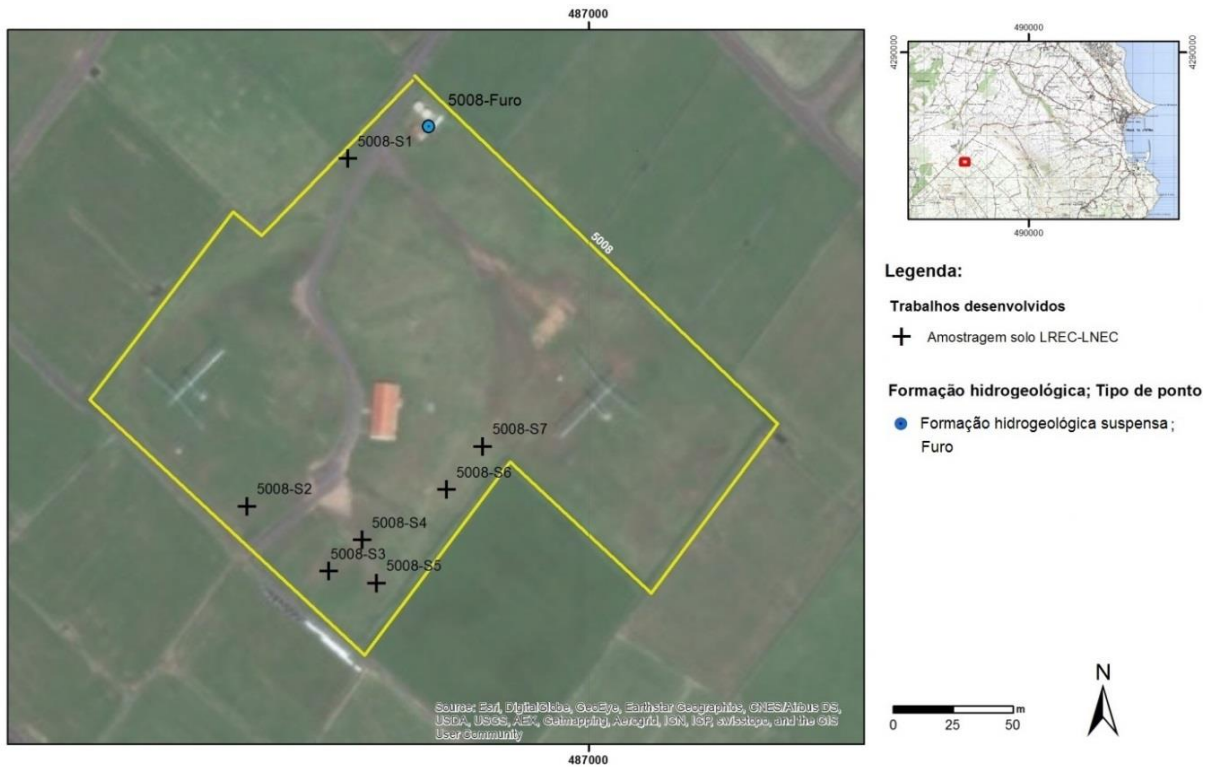 487000
5008-Furo
5008-S1
5008
5008-S7
5008-S6
5008-S2
5008-S4
5008-S3
5008-S5
Source: Esri, DigitalGlobe, GeoEye, Earthstar Geographics, CNES/Airbus DS,
USDA, USGS, AEX, Getmapping, Aerogrid, IGN, IGP, swisstopo, and the GIS
User Community
487000
490000
4290000
4290000
490000
Legenda:
Trabalhos desenvolvidos
Amostragem solo LREC-LNEC
Formação hidrogeológica; Tipo de ponto
Formação hidrogeológica suspensa;
Furo
N
m
0 25 50